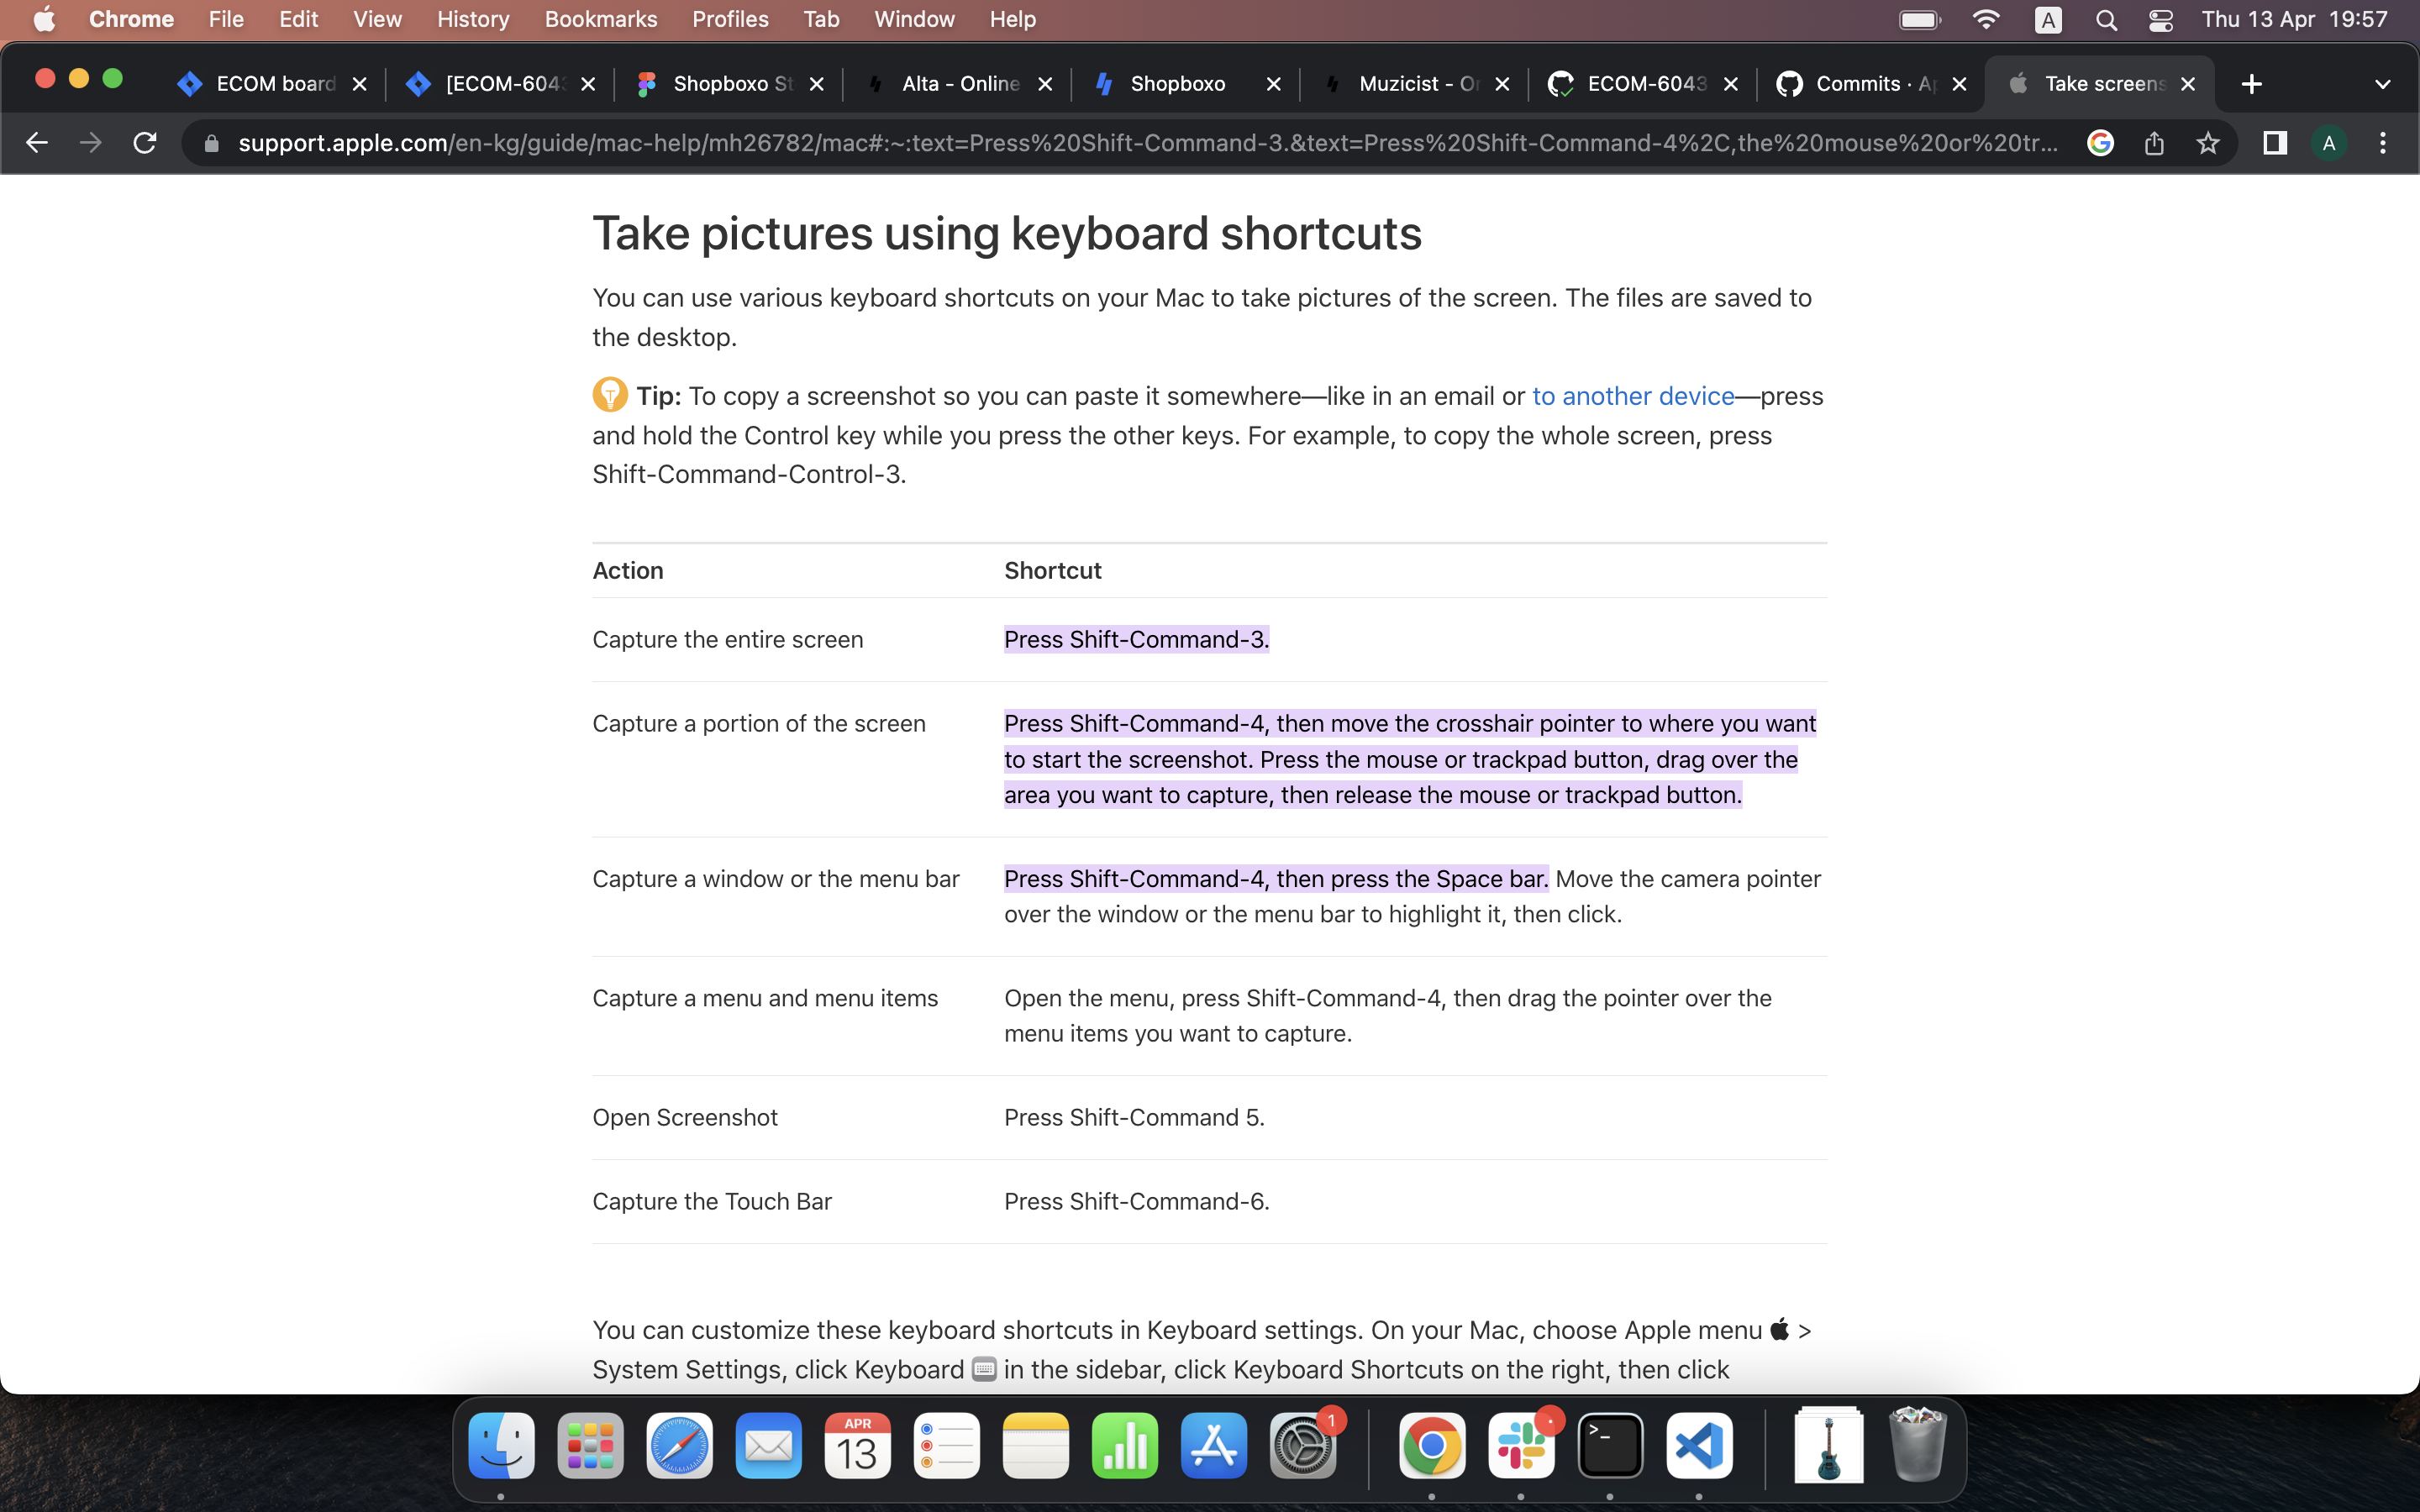 Chrome File Edit View History Bookmarks Profiles Tab Window Help A Thu 13 Apr 19:57
ECOM board [ECOM-6043 Shopboxo St Alta - Online Shopboxo Muzicist - On ECOM-6043 Commits · Ap Take screens
support.apple.com/en-kg/guide/mac-help/mh26782/mac#:~:text=Press%20Shift-Command-3.&text=Press%20Shift-Command-4%2C,the%20mouse%20or%20tr... A
Take pictures using keyboard shortcuts
You can use various keyboard shortcuts on your Mac to take pictures of the screen. The files are saved to
the desktop.
Tip: To copy a screenshot so you can paste it somewhere—like in an email or to another device—press
and hold the Control key while you press the other keys. For example, to copy the whole screen, press
Shift-Command-Control-3.
Action Shortcut
Capture the entire screen Press Shift-Command-3.
Capture a portion of the screen Press Shift-Command-4, then move the crosshair pointer to where you want
to start the screenshot. Press the mouse or trackpad button, drag over the
area you want to capture, then release the mouse or trackpad button.
Capture a window or the menu bar Press Shift-Command-4, then press the Space bar. Move the camera pointer
over the window or the menu bar to highlight it, then click.
Capture a menu and menu items Open the menu, press Shift-Command-4, then drag the pointer over the
menu items you want to capture.
Open Screenshot Press Shift-Command 5.
Capture the Touch Bar Press Shift-Command-6.
You can customize these keyboard shortcuts in Keyboard settings. On your Mac, choose Apple menu >
System Settings, click Keyboard in the sidebar, click Keyboard Shortcuts on the right, then click
APR
13
1